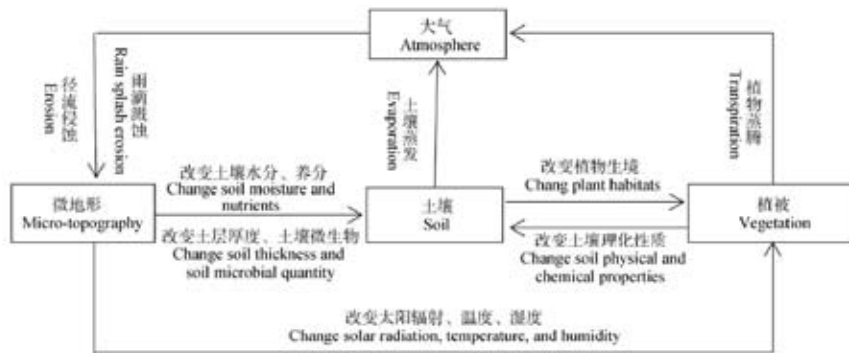 大气
Atmosphere
径流侵蚀
Erosion
雨滴溅蚀
Rain splash erosion
土壤蒸发
Evaporation
植物蒸腾
Transpiration
改变土壤水分、养分
Change soil moisture and
nutrients
改变植物生境
Chang plant habitats
微地形
Micro-topography
土壤
Soil
植被
Vegetation
改变土层厚度、土壤微生物
Change soil thickness and
soil microbial quantity
改变土壤理化性质
Change soil physical and
chemical properties
改变太阳辐射、温度、湿度
Change solar radiation, temperature, and humidity